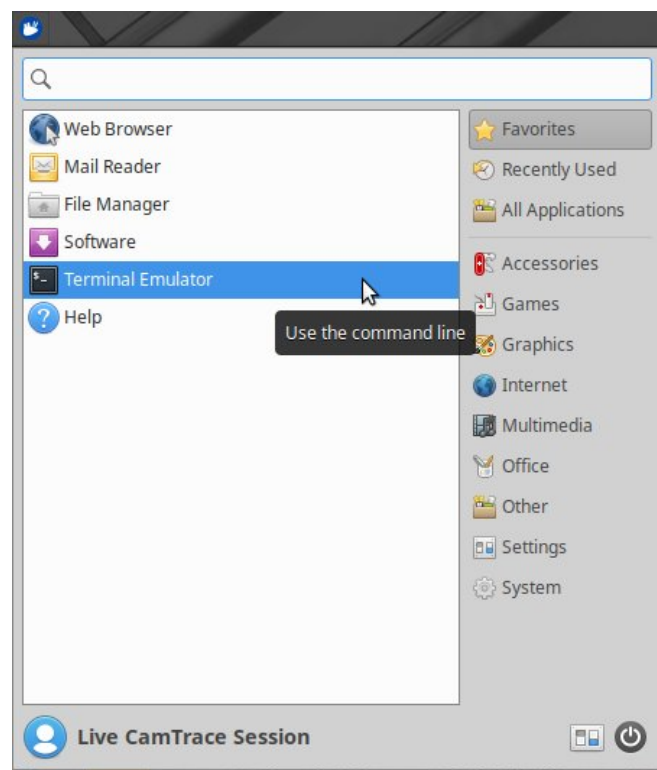 Web Browser
Mail Reader
File Manager
Software
$_ Terminal Emulator
? Help
Use the command line
Favorites
Recently Used
All Applications
Accessories
Games
Graphics
Internet
Multimedia
Office
Other
Settings
System
Live CamTrace Session